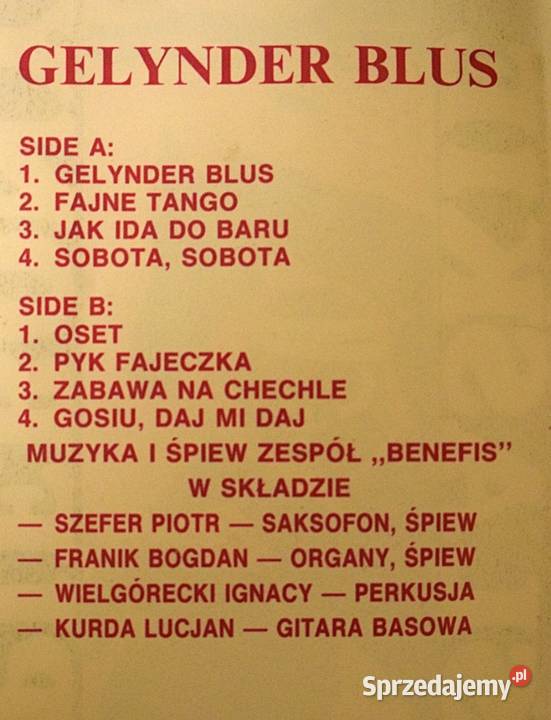 GELYNDER BLUS
SIDE A:
1. GELYNDER BLUS
2. FAJNE TANGO
3. JAK IDA DO BARU
4. SOBOTA, SOBOTA
SIDE B:
1. OSET
2. PYK FAJECZKA
3. ZABAWA NA CHECHLE
4. GOSIU, DAJ MI DAJ
MUZYKA I ŚPIEW ZESPÓŁ „BENEFIS”
W SKŁADZIE
— SZEFER PIOTR — SAKSOFON, ŚPIEW
— FRANIK BOGDAN — ORGANY, ŚPIEW
— WIELGÓRECKI IGNACY — PERKUSJA
— KURDA LUCJAN — GITARA BASOWA
Sprzedajemy.pl